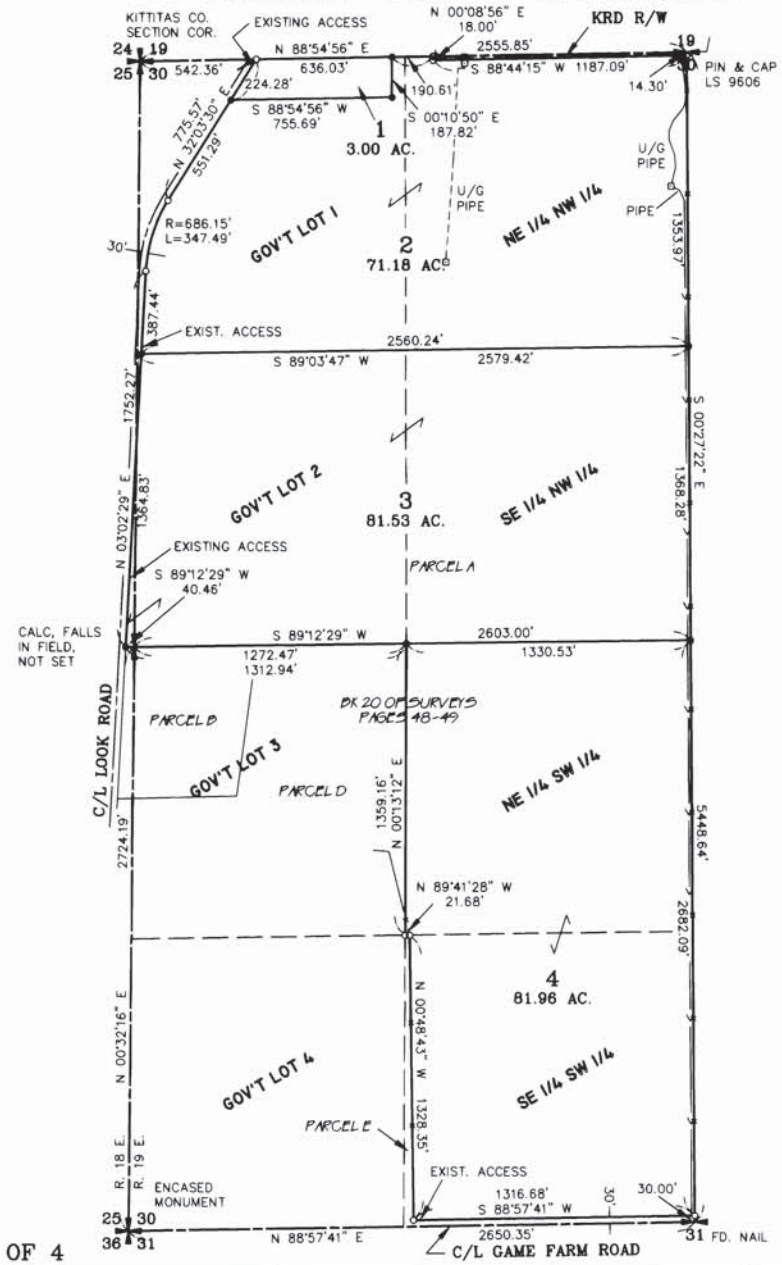 KITTITAS CO.
SECTION COR.
EXISTING ACCESS
N 00°08'56" E
18.00'
2555.85'
KRD R/W
24 19
25 30
542.36'
N 88°54'56" E
636.03'
S 88°44'15" W 1187.09'
19
30
14.30'
PIN & CAP
LS 9606
224.28'
S 88°54'56" W
755.69'
190.61'
S 00°10'50" E
187.82'
1
3.00 AC.
775.57'
N 32°03'30" E
551.29'
U/G
PIPE
U/G
PIPE
PIPE
R=686.15'
L=347.49'
30'
GOV'T LOT 1
NE 1/4 NW 1/4
2
71.18 AC.
1353.97'
387.44'
EXIST. ACCESS
2560.24'
S 89°03'47" W
2579.42'
1752.27'
S 00°27'22" E
1368.28'
GOV'T LOT 2
SE 1/4 NW 1/4
3
81.53 AC.
N 03°02'29" E
1364.83'
EXISTING ACCESS
S 89°12'29" W
40.46'
PARCEL A
CALC, FALLS
IN FIELD,
NOT SET
S 89°12'29" W
2603.00'
1272.47'
1312.94'
1330.53'
C/L LOOK ROAD
PARCEL B
BK 20 OF SURVEYS
PAGES 48-49
GOV'T LOT 3
PARCEL D
NE 1/4 SW 1/4
1359.16'
N 00°13'12" E
2724.19'
5448.64'
N 89°41'28" W
21.68'
2682.09'
4
81.96 AC.
N 00°32'16" E
N 00°48'43" W
1328.35'
GOV'T LOT 4
SE 1/4 SW 1/4
PARCEL E
R. 18 E.
R. 19 E.
ENCASED
MONUMENT
EXIST. ACCESS
1316.68'
S 88°57'41" W
30'
30.00'
25 30
36 31
N 88°57'41" E
2650.35'
C/L GAME FARM ROAD
31 FD. NAIL
OF 4